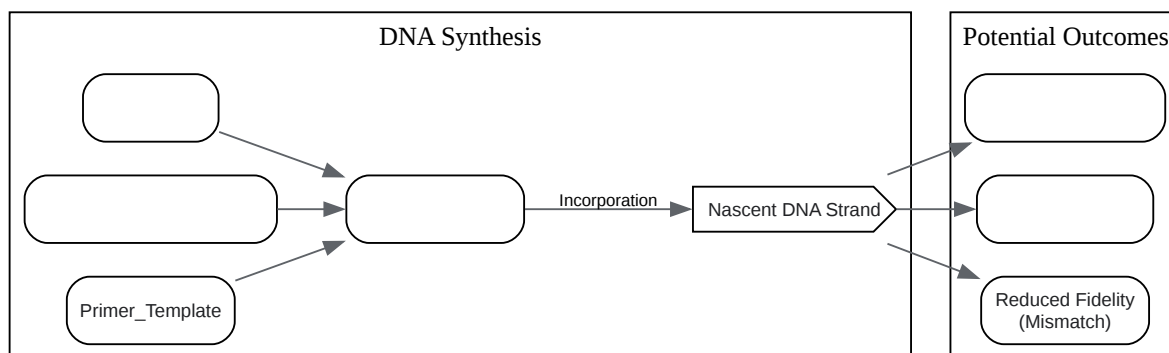 DNA Synthesis
Potential Outcomes
Incorporation
Nascent DNA Strand
Primer_Template
Reduced Fidelity
(Mismatch)